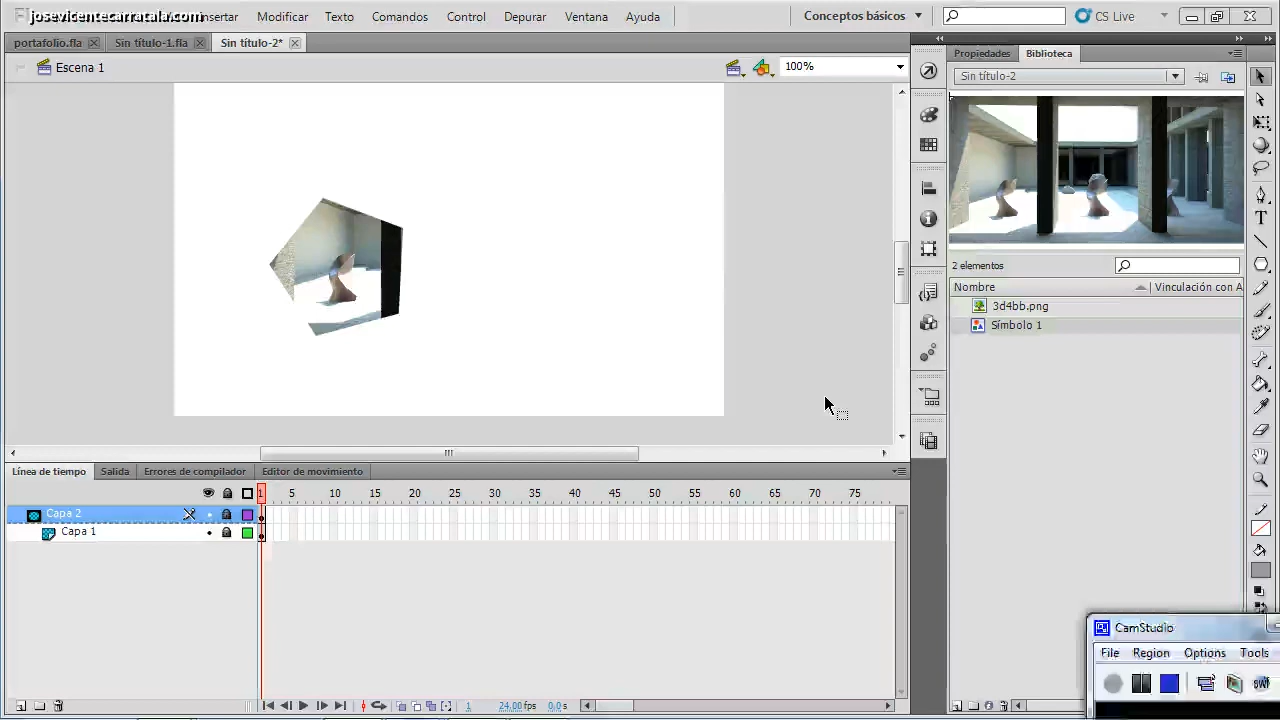 josevicentecarratala.com
Insertar Modificar Texto Comandos Control Depurar Ventana Ayuda Conceptos básicos CS Live
portafolio.fla Sin título-1.fla Sin título-2*
Escena 1 100%
Propiedades Biblioteca
Sin título-2
2 elementos
Nombre Vinculación con A
3d4bb.png
Símbolo 1
Línea de tiempo Salida Errores de compilador Editor de movimiento
1 5 10 15 20 25 30 35 40 45 50 55 60 65 70 75
Capa 2
Capa 1
1 24.00 fps 0.0 s
CamStudio
File Region Options Tools
SWF